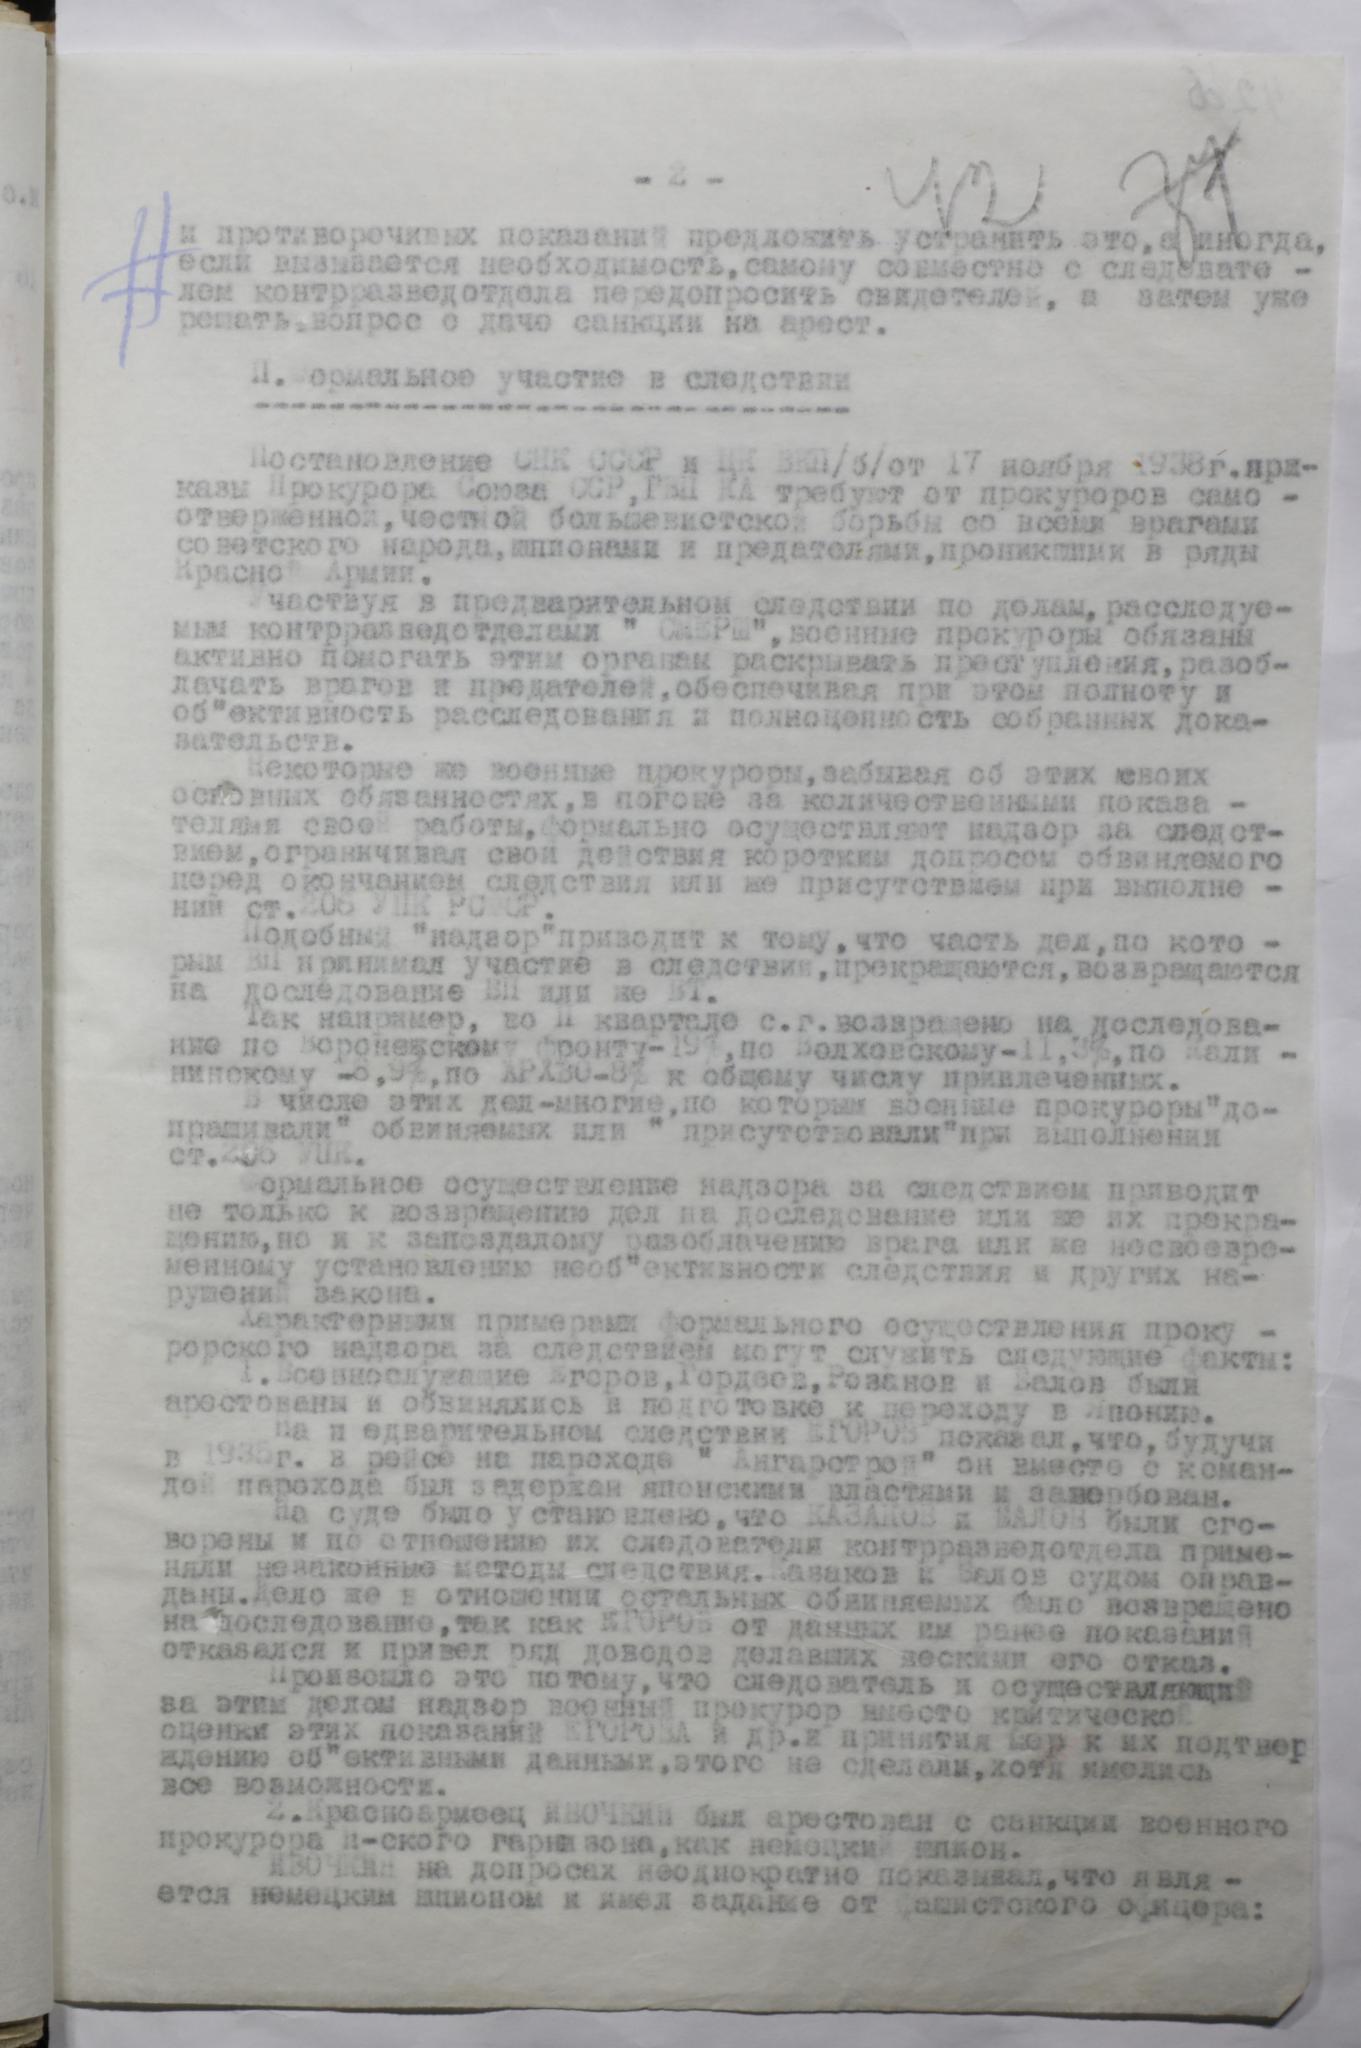 - 2 -
42
и противоречивых показаний предложить устранить это, а иногда,
если вызывается необходимость,самому совместно с следовате -
лем контрразведотдела передопросить свидетелей, а затем уже
решать.вопрос о даче санкции на арест.
П. ормальное участие в следствии
Постановление СНК СССР и ЦК ВКП/б/от 17 ноября 1938г.при-
казы Прокурора Союза ССР,ГВП КА требуют от прокуроров само -
отверженной,честной большевистской борьбы со всеми врагами
советского народа,шпионами и предателями,проникшими в ряды
Красной Армии.
Участвуя в предварительном следствии по делам,расследуе-
мым контрразведотделами " СМЕРШ",военные прокуроры обязаны
активно помогать этим органам раскрывать преступления,разоб-
лачать врагов и предателей,обеспечивая при этом полноту и
об"ективность расследования и полноценность собранных дока-
зательств.
Некоторые же военные прокуроры,забывая об этих своих
основных обязанностях,в погоне за количественными показа -
телями своей работы,формально осуществляют надзор за следст-
вием,ограничивая свои действия коротким допросом обвиняемого
перед окончанием следствия или же присутствием при выполне -
нии ст.206 УПК РСФСР.
Подобный "надзор"приводит к тому,что часть дел,по кото -
рым ВП принимал участие в следствии,прекращаются,возвращаются
на доследование ВП или же ВТ.
Так например, во П квартале с.г.возвращено на доследова-
ние по Воронежскому фронту-19%,по Волховскому-11,3%,по Кали -
нинскому -8,9%,по АРХВО-8% к общему числу привлеченных.
В числе этих дел-многие,по которым военные прокуроры"до-
прашивали" обвиняемых или " присутствовали"при выполнении
ст.206 УПК.
Формальное осуществление надзора за следствием приводит
не только к возвращению дел на доследование или же их прекра-
щению,но и к запоздалому разоблачению врага или же несвоевре-
менному установлению необ"ективности следствия и других на-
рушений закона.
Характерными примерами формального осуществления проку -
рорского надзора за следствием могут служить следующие факты:
1.Военнослужащие Егоров,Гордеев,Розанов и Валов были
арестованы и обвинялись в подготовке к переходу в Японию.
На п едварительном следствии ЕГОРОВ показал,что,будучи
в 1935г. в рейсе на пароходе " Ангарстрой" он вместе с коман-
дой парохода был задержан японскими властями и завербован.
На суде было установлено,что КАЗАКОВ и ВАЛОВ были сго-
ворены и по отношению их следователи контрразведотдела приме-
няли незаконные методы следствия.Казаков и Валов судом оправ-
даны.Дело же в отношении остальных обвиняемых было возвращено
на доследование,так как ЕГОРОВ от данных им ранее показаний
отказался и привел ряд доводов делавших вескими его отказ.
Произошло это потому,что следователь и осуществляющий
за этим делом надзор военный прокурор вместо критической
оценки этих показаний ЕГОРОВА и др.и принятия мер к их подтвер
ждению об"ективными данными,этого не сделали,хотя имелись
все возможности.
2.Красноармеец ИВОЧКИН был арестован с санкции военного
прокурора Н-ского гарнизона,как немецкий шпион.
ИВОЧКИН на допросах неоднократно показывал,что явля -
ется немецким шпионом и имел задание от фашистского офицера: